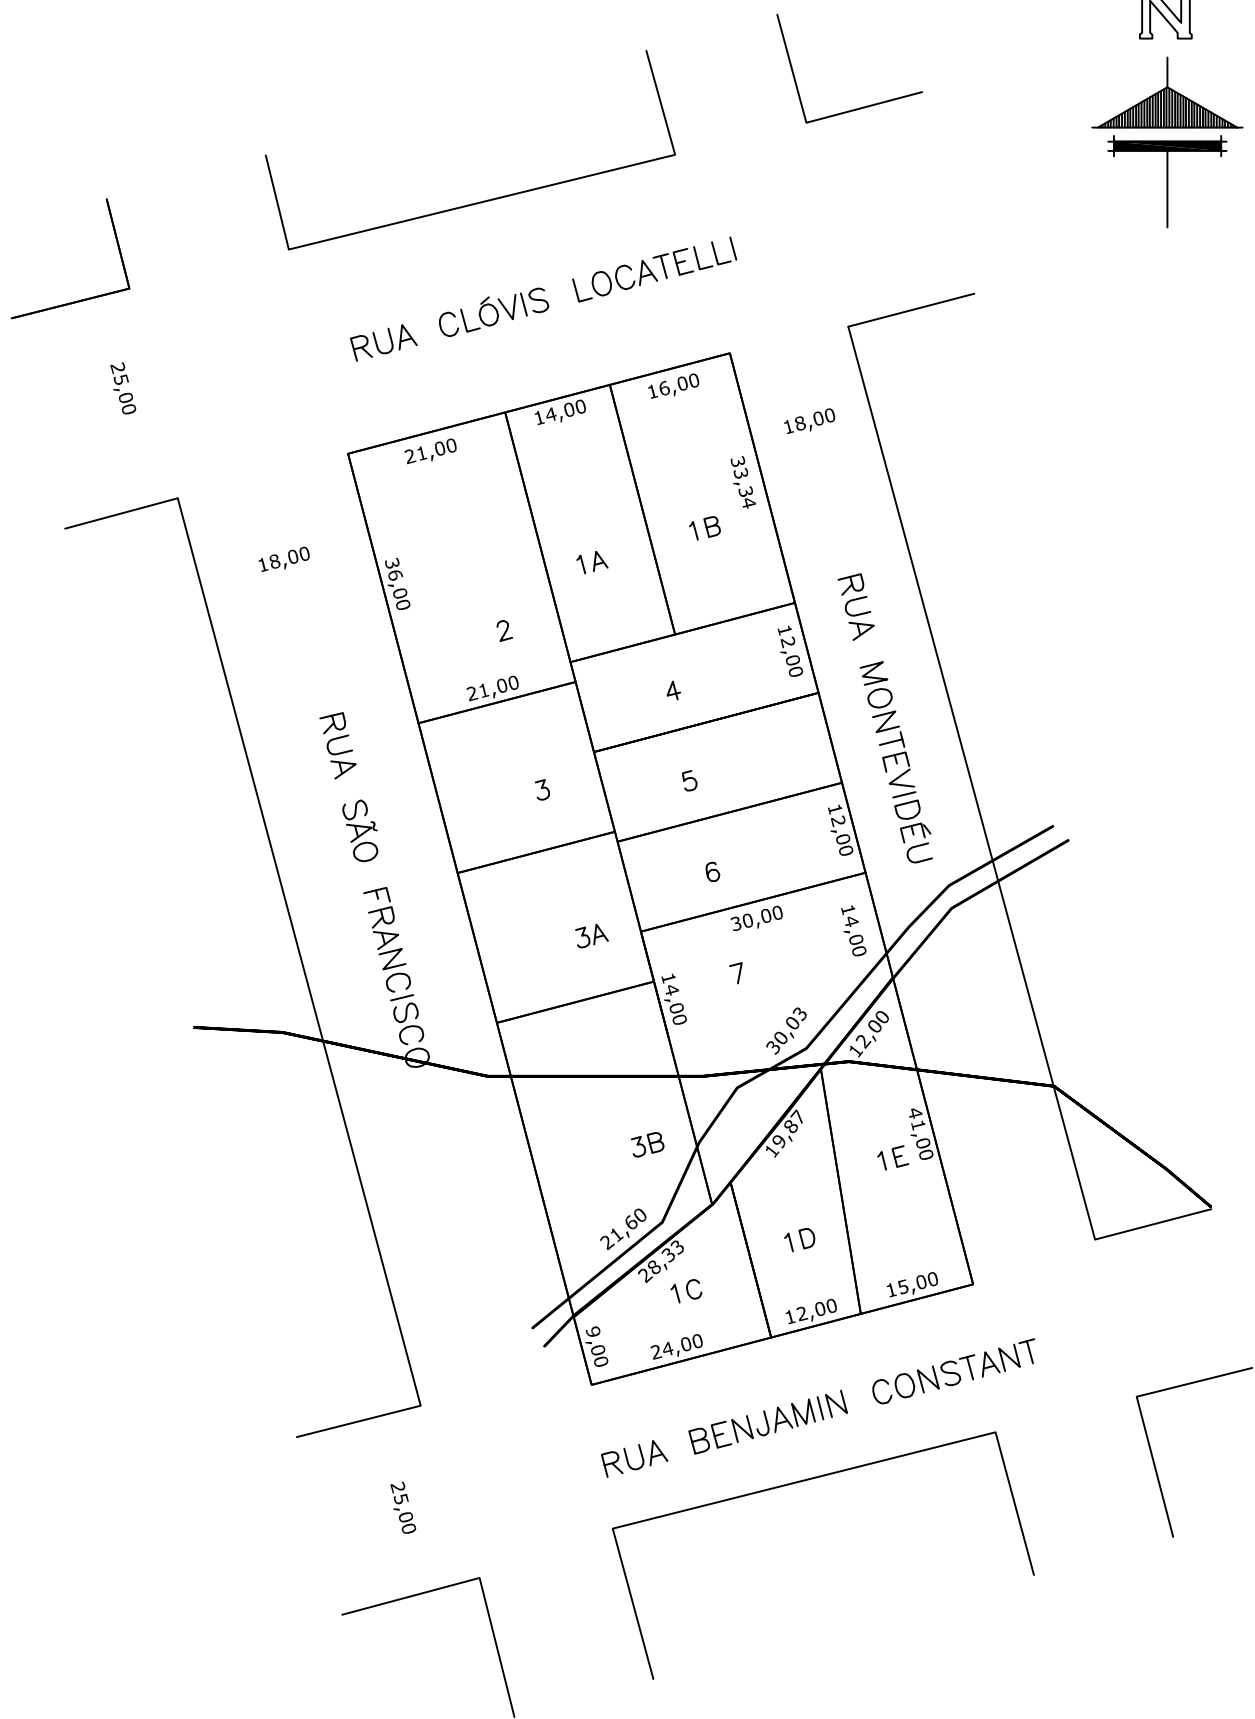 N
RUA CLÓVIS LOCATELLI
25,00
16,00
14,00
21,00
18,00
33,34
1B
18,00
1A
36,00
2
RUA MONTEVIDÉU
12,00
21,00
4
RUA SÃO FRANCISCO
3
5
12,00
6
30,00
14,00
3A
7
14,00
30,03
12,00
19,87
41,00
3B
1E
21,60
1D
28,33
1C
15,00
12,00
9,00
24,00
RUA BENJAMIN CONSTANT
25,00